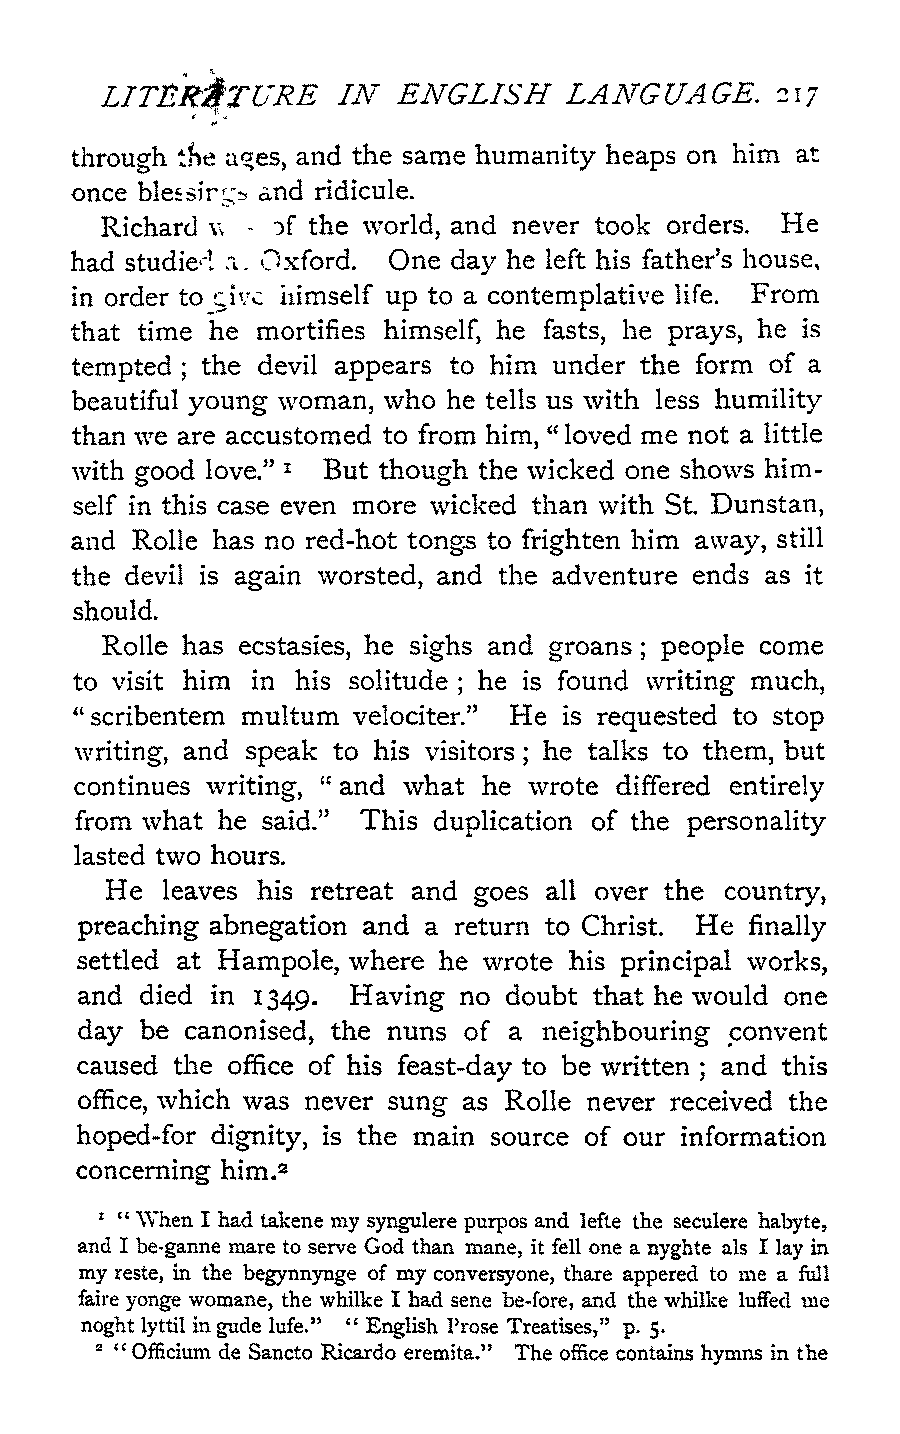 LITERATURE IN ENGLISH LANGUAGE. 217
through the ages, and the same humanity heaps on him at
once blessings and ridicule.
Richard of the world, and never took orders. He
had studied Oxford. One day he left his father's house,
in order to give himself up to a contemplative life. From
that time he mortifies himself, he fasts, he prays, he is
tempted ; the devil appears to him under the form of a
beautiful young woman, who he tells us with less humility
than we are accustomed to from him, "loved me not a little
with good love." ¹ But though the wicked one shows him-
self in this case even more wicked than with St. Dunstan,
and Rolle has no red-hot tongs to frighten him away, still
the devil is again worsted, and the adventure ends as it
should.
Rolle has ecstasies, he sighs and groans ; people come
to visit him in his solitude ; he is found writing much,
"scribentem multum velociter." He is requested to stop
writing, and speak to his visitors ; he talks to them, but
continues writing, "and what he wrote differed entirely
from what he said." This duplication of the personality
lasted two hours.
He leaves his retreat and goes all over the country,
preaching abnegation and a return to Christ. He finally
settled at Hampole, where he wrote his principal works,
and died in 1349. Having no doubt that he would one
day be canonised, the nuns of a neighbouring convent
caused the office of his feast-day to be written ; and this
office, which was never sung as Rolle never received the
hoped-for dignity, is the main source of our information
concerning him.²
¹ "When I had takene my syngulere purpos and lefte the seculere habyte,
and I be-ganne mare to serve God than mane, it fell one a nyghte als I lay in
my reste, in the begynnynge of my conversyone, thare appered to me a full
faire yonge womane, the whilke I had sene be-fore, and the whilke luffed me
noght lyttil in gude lufe." "English Prose Treatises," p. 5.
² "Officium de Sancto Ricardo eremita." The office contains hymns in the